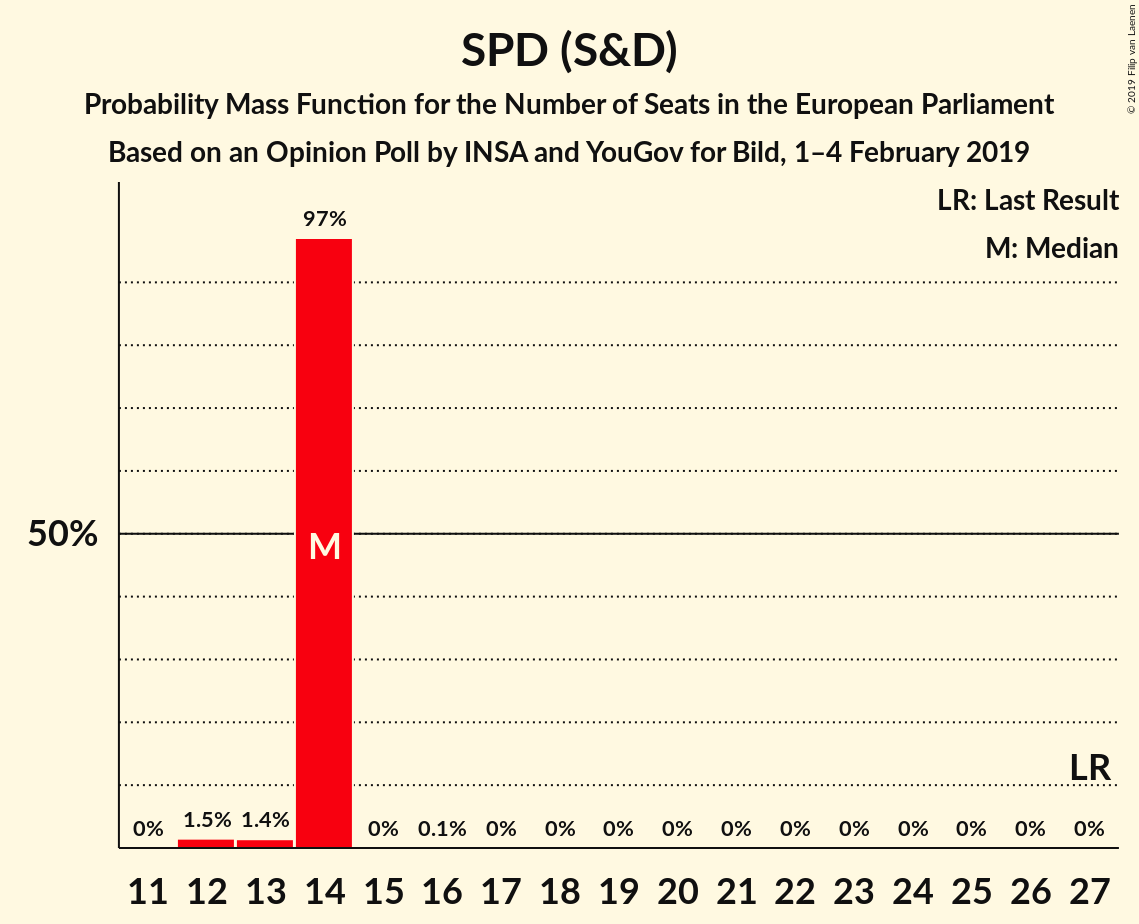 SPD (S&D)
Probability Mass Function for the Number of Seats in the European Parliament
Based on an Opinion Poll by INSA and YouGov for Bild, 1–4 February 2019
© 2019 Filip van Laenen
LR: Last Result
M: Median
97%
50%
M
LR
0% 1.5% 1.4% 0% 0.1% 0% 0% 0% 0% 0% 0% 0% 0% 0% 0% 0%
11 12 13 14 15 16 17 18 19 20 21 22 23 24 25 26 27